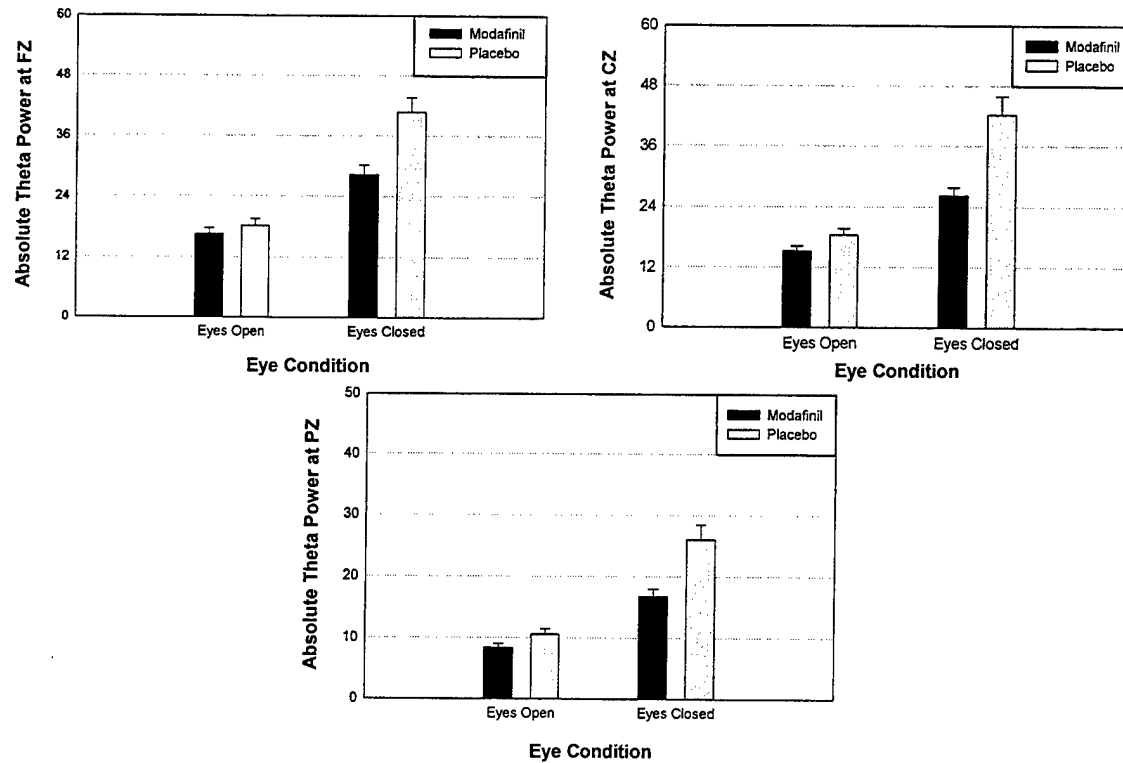 Absolute Theta Power at FZ
60
48
36
24
12
0
Modafinil
Placebo
Eyes Open
Eyes Closed
Eye Condition
Absolute Theta Power at CZ
60
48
36
24
12
0
Modafinil
Placebo
Eyes Open
Eyes Closed
Eye Condition
Absolute Theta Power at PZ
50
40
30
20
10
0
Modafinil
Placebo
Eyes Open
Eyes Closed
Eye Condition